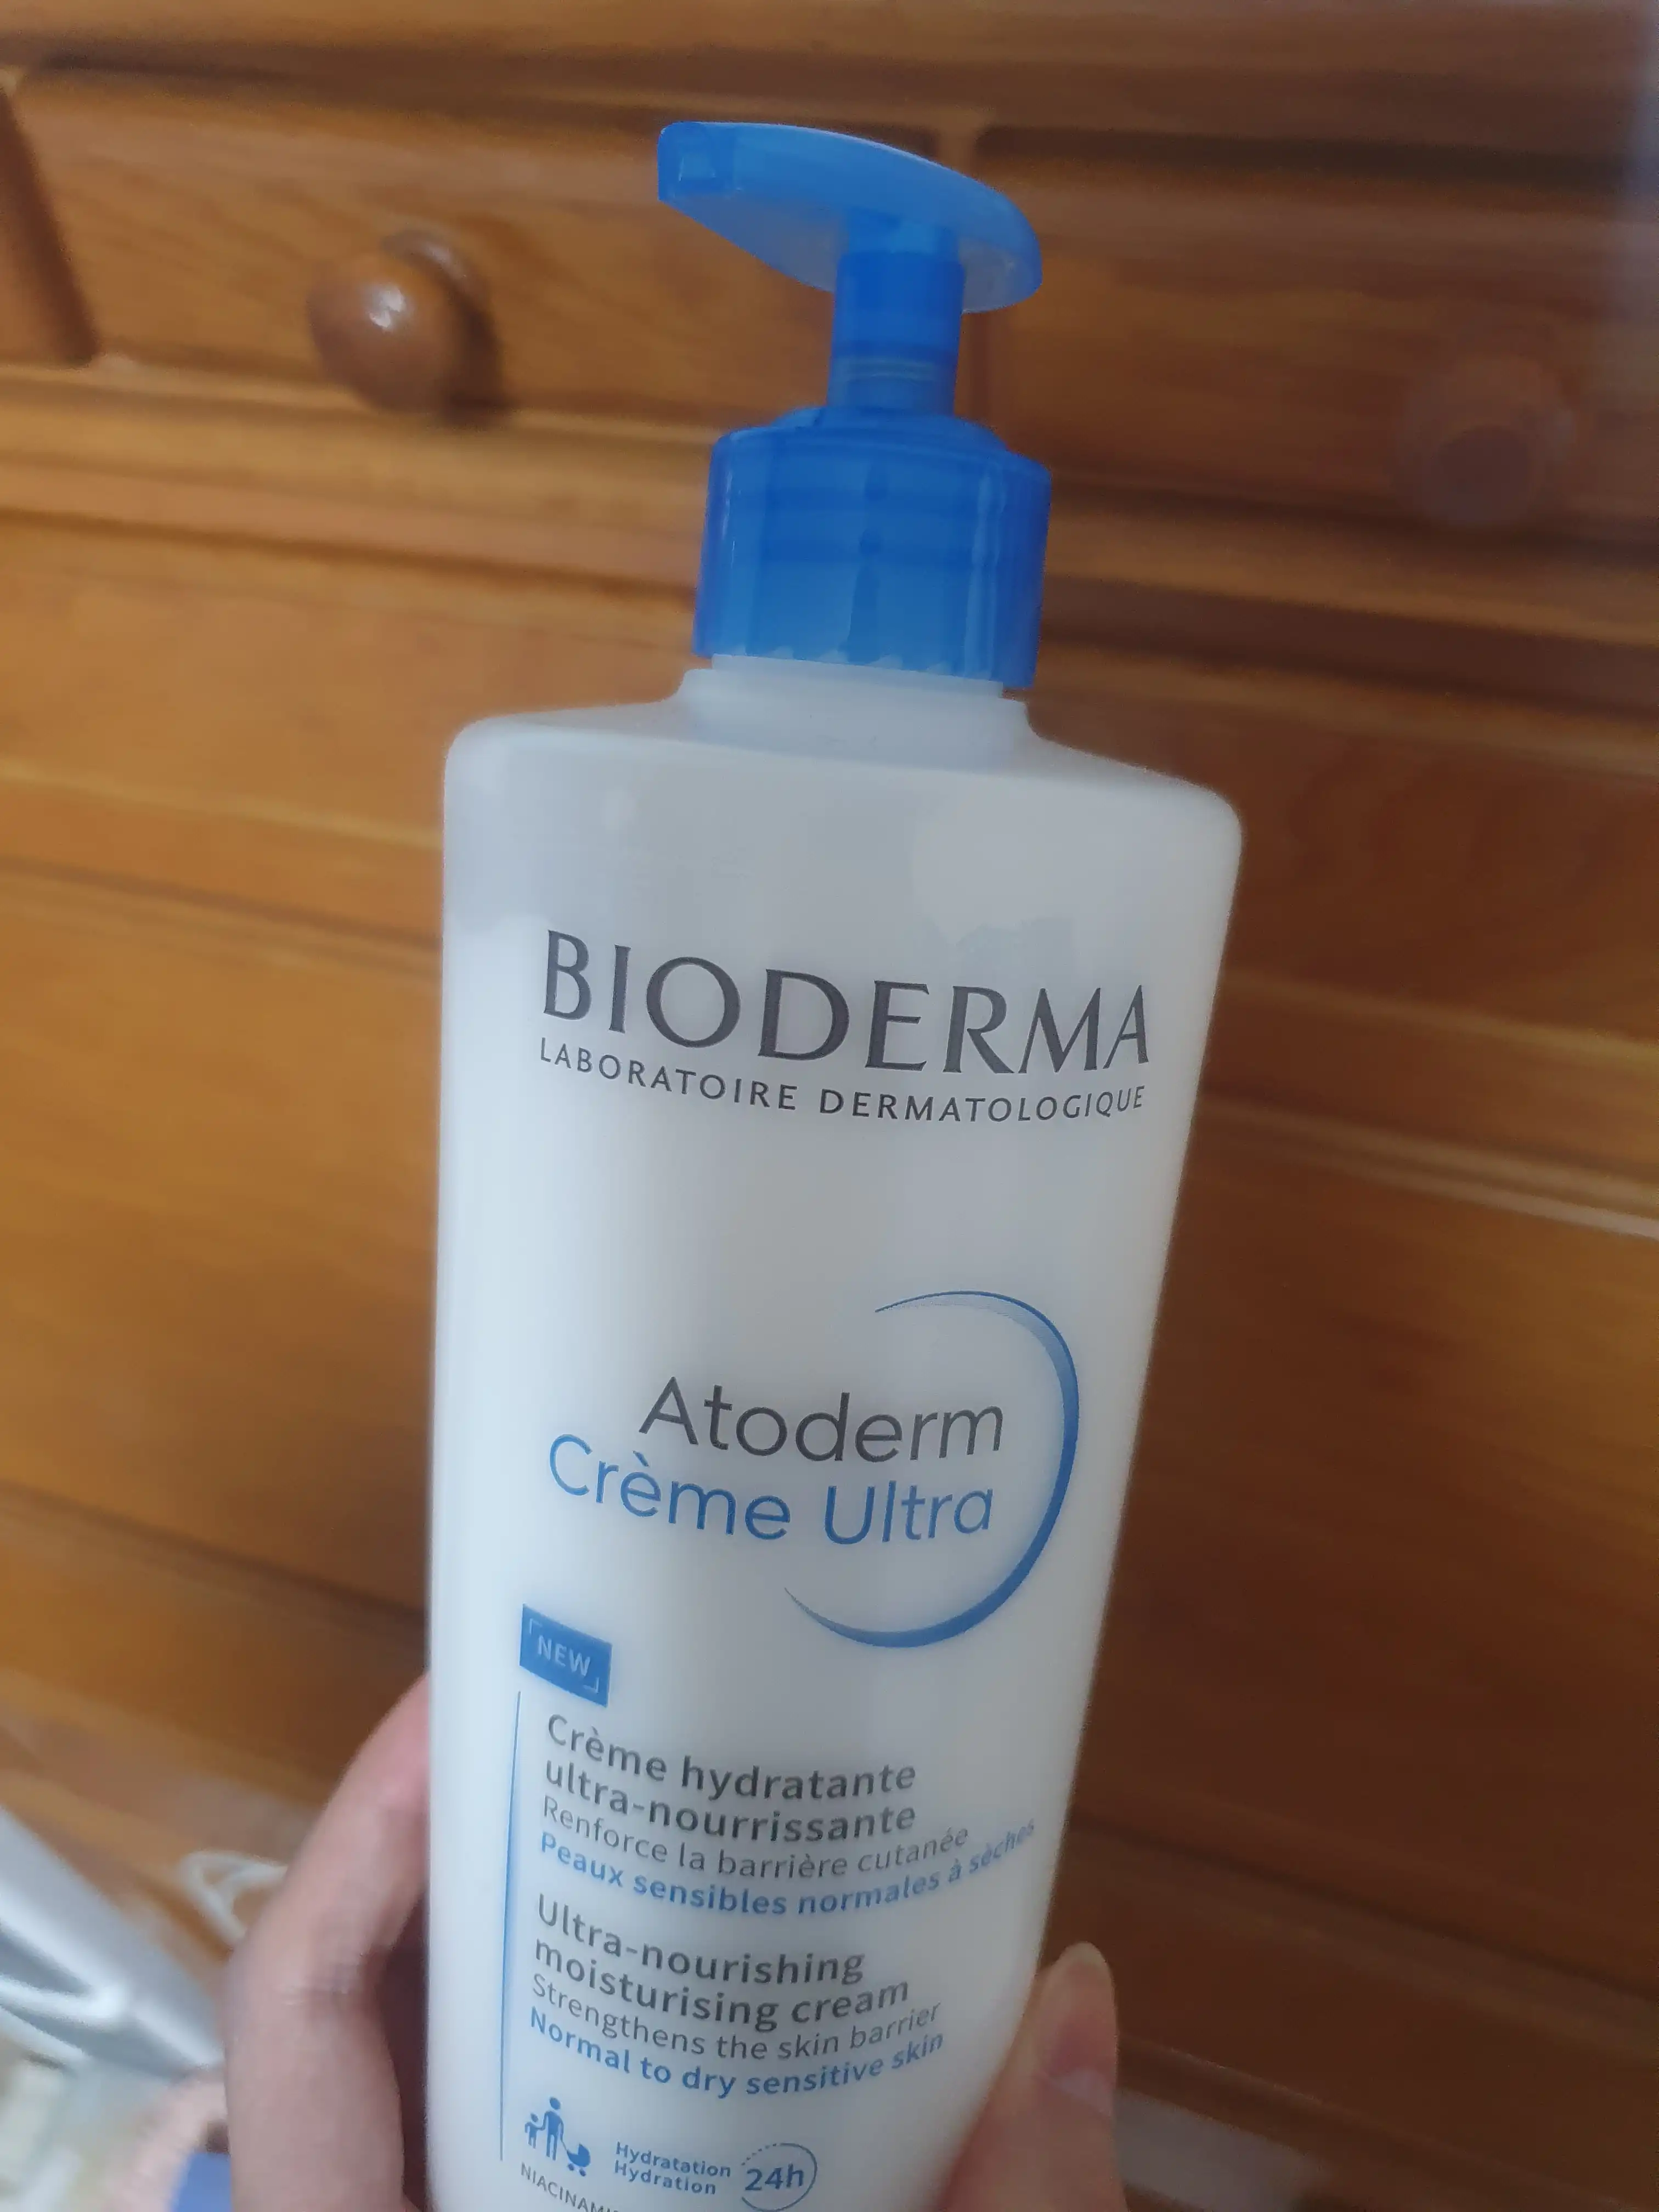 BIODERMA
LABORATOIRE DERMATOLOGIQUE
Atoderm
Crème Ultra
NEW
Crème hydratante
ultra-nourrissante
Renforce la barrière cutanée
Peaux sensibles normales à sèches
Ultra-nourishing
moisturising cream
Strengthens the skin barrier
Normal to dry sensitive skin
Hydratation
Hydration
24h